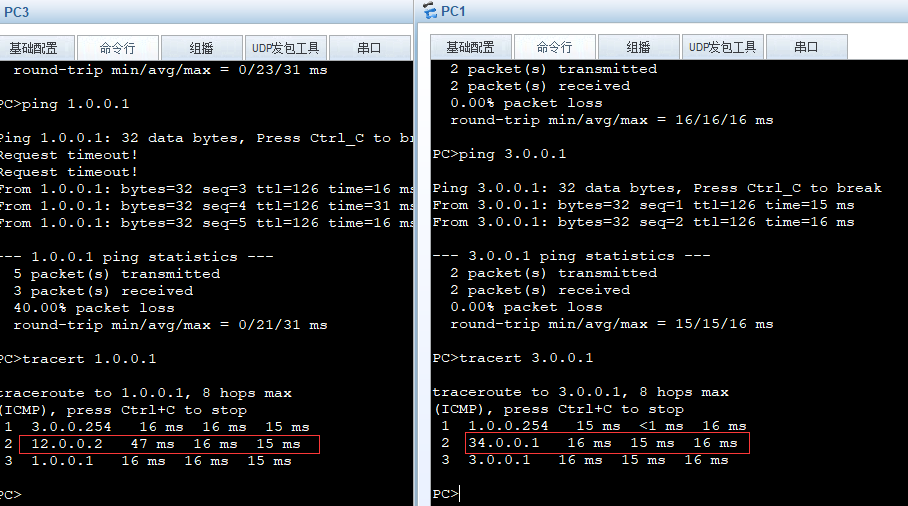 PC3
基础配置 命令行 组播 UDP发包工具 串口
round-trip min/avg/max = 0/23/31 ms
PC>ping 1.0.0.1
Ping 1.0.0.1: 32 data bytes, Press Ctrl_C to br
Request timeout!
Request timeout!
From 1.0.0.1: bytes=32 seq=3 ttl=126 time=16 ms
From 1.0.0.1: bytes=32 seq=4 ttl=126 time=31 ms
From 1.0.0.1: bytes=32 seq=5 ttl=126 time=16 ms
--- 1.0.0.1 ping statistics ---
5 packet(s) transmitted
3 packet(s) received
40.00% packet loss
round-trip min/avg/max = 0/21/31 ms
PC>tracert 1.0.0.1
traceroute to 1.0.0.1, 8 hops max
(ICMP), press Ctrl+C to stop
1 3.0.0.254 16 ms 16 ms 15 ms
2 12.0.0.2 47 ms 16 ms 15 ms
3 1.0.0.1 16 ms 16 ms 15 ms
PC>
PC1
基础配置 命令行 组播 UDP发包工具 串口
2 packet(s) transmitted
2 packet(s) received
0.00% packet loss
round-trip min/avg/max = 16/16/16 ms
PC>ping 3.0.0.1
Ping 3.0.0.1: 32 data bytes, Press Ctrl_C to break
From 3.0.0.1: bytes=32 seq=1 ttl=126 time=15 ms
From 3.0.0.1: bytes=32 seq=2 ttl=126 time=16 ms
--- 3.0.0.1 ping statistics ---
2 packet(s) transmitted
2 packet(s) received
0.00% packet loss
round-trip min/avg/max = 15/15/16 ms
PC>tracert 3.0.0.1
traceroute to 3.0.0.1, 8 hops max
(ICMP), press Ctrl+C to stop
1 1.0.0.254 15 ms <1 ms 16 ms
2 34.0.0.1 16 ms 15 ms 16 ms
3 3.0.0.1 16 ms 15 ms 16 ms
PC>